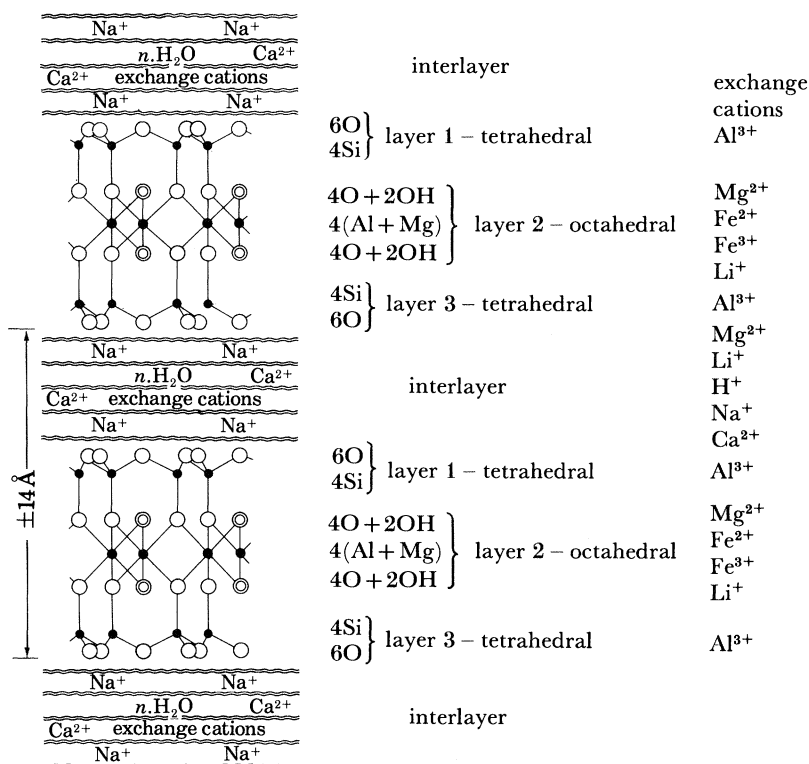 Na⁺ Na⁺
n.H₂O Ca²⁺
Ca²⁺ exchange cations
Na⁺ Na⁺
interlayer
exchange
cations
6O
4Si
layer 1 – tetrahedral
Al³⁺
4O+2OH
4(Al+Mg)
4O+2OH
layer 2 – octahedral
Mg²⁺
Fe²⁺
Fe³⁺
Li⁺
4Si
6O
layer 3 – tetrahedral
Al³⁺
Na⁺ Na⁺
n.H₂O Ca²⁺
Ca²⁺ exchange cations
Na⁺ Na⁺
interlayer
Mg²⁺
Li⁺
H⁺
Na⁺
Ca²⁺
±14Å
6O
4Si
layer 1 – tetrahedral
Al³⁺
4O+2OH
4(Al+Mg)
4O+2OH
layer 2 – octahedral
Mg²⁺
Fe²⁺
Fe³⁺
Li⁺
4Si
6O
layer 3 – tetrahedral
Al³⁺
Na⁺ Na⁺
n.H₂O Ca²⁺
Ca²⁺ exchange cations
Na⁺ Na⁺
interlayer